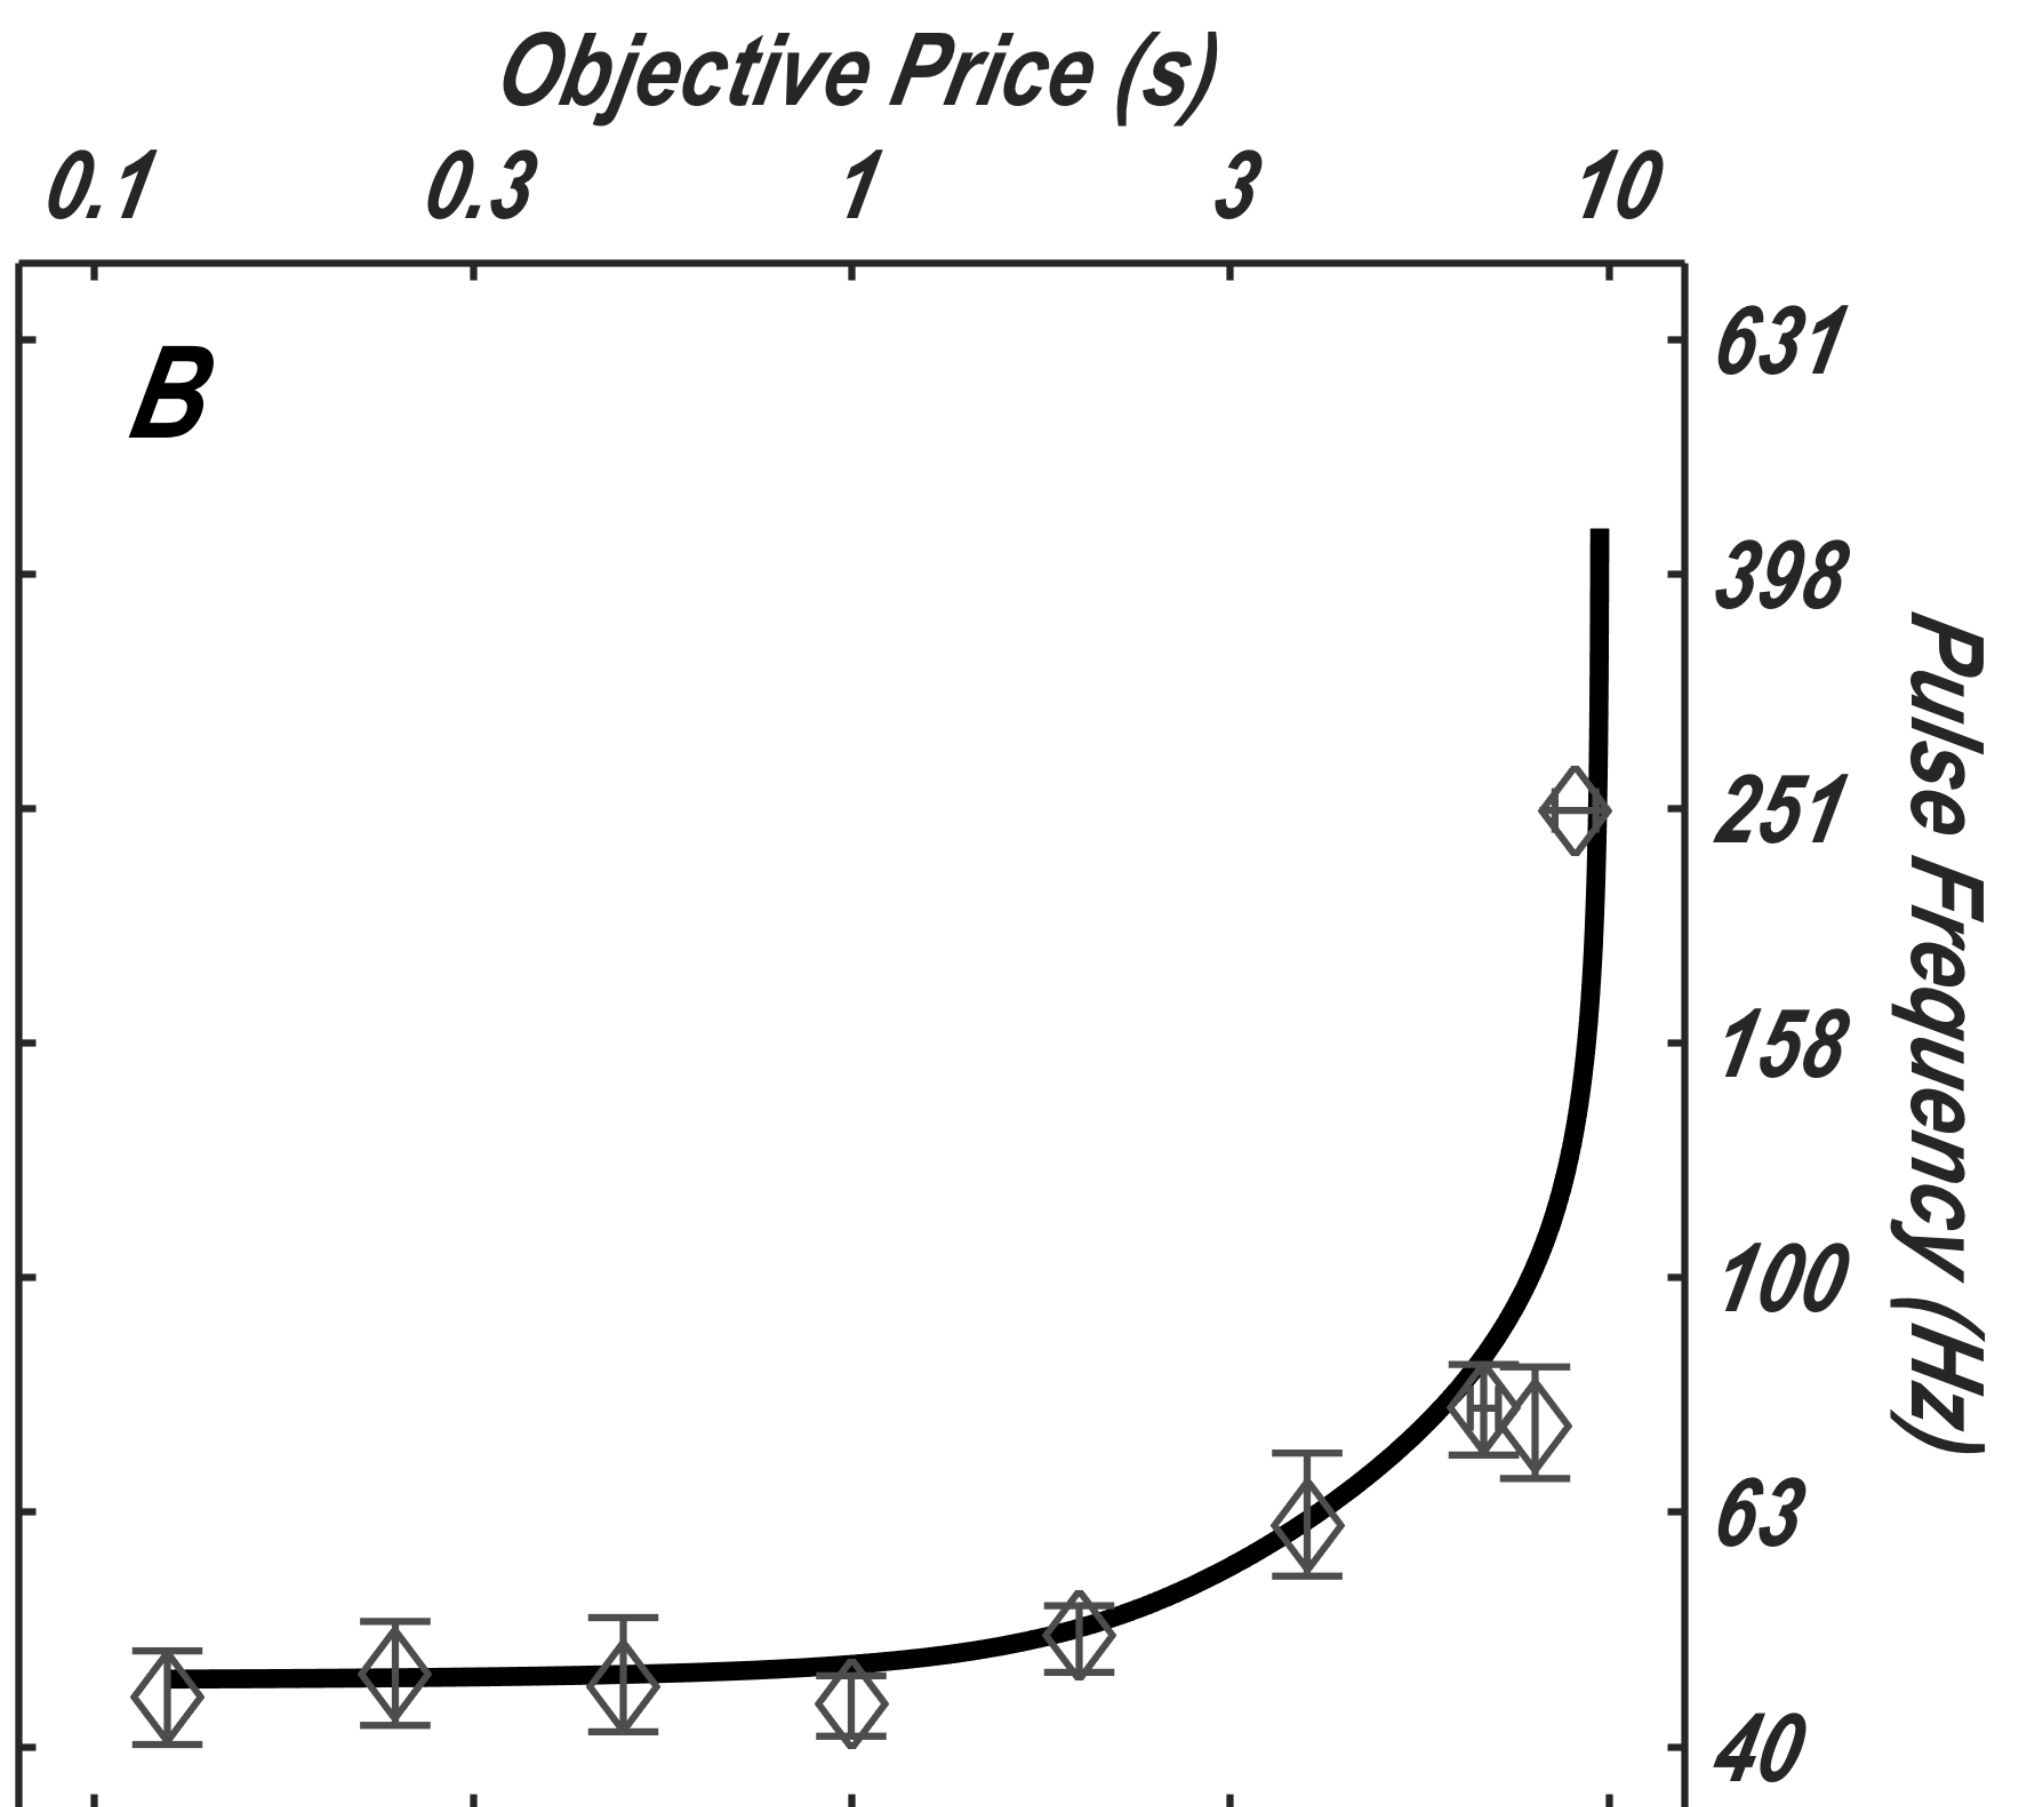 Objective Price (s)
0.1 0.3 1 3 10
B
631
398
251
158
100
63
40
Pulse Frequency (Hz)